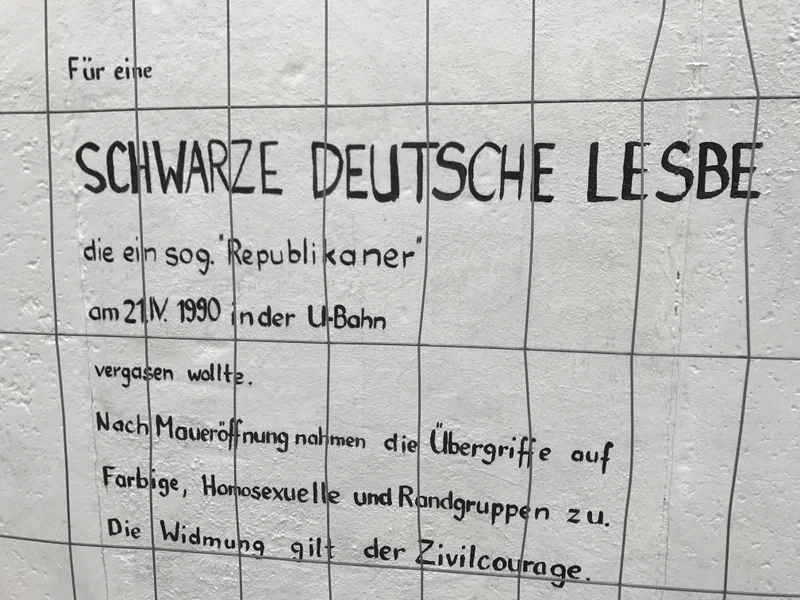 Für eine
SCHWARZE DEUTSCHE LESBE
die ein sog. "Republikaner"
am 21.IV. 1990 in der U-Bahn
vergasen wollte.
Nach Maueröffnung nahmen die Übergriffe auf
Farbige, Homosexuelle und Randgruppen zu.
Die Widmung gilt der Zivilcourage.